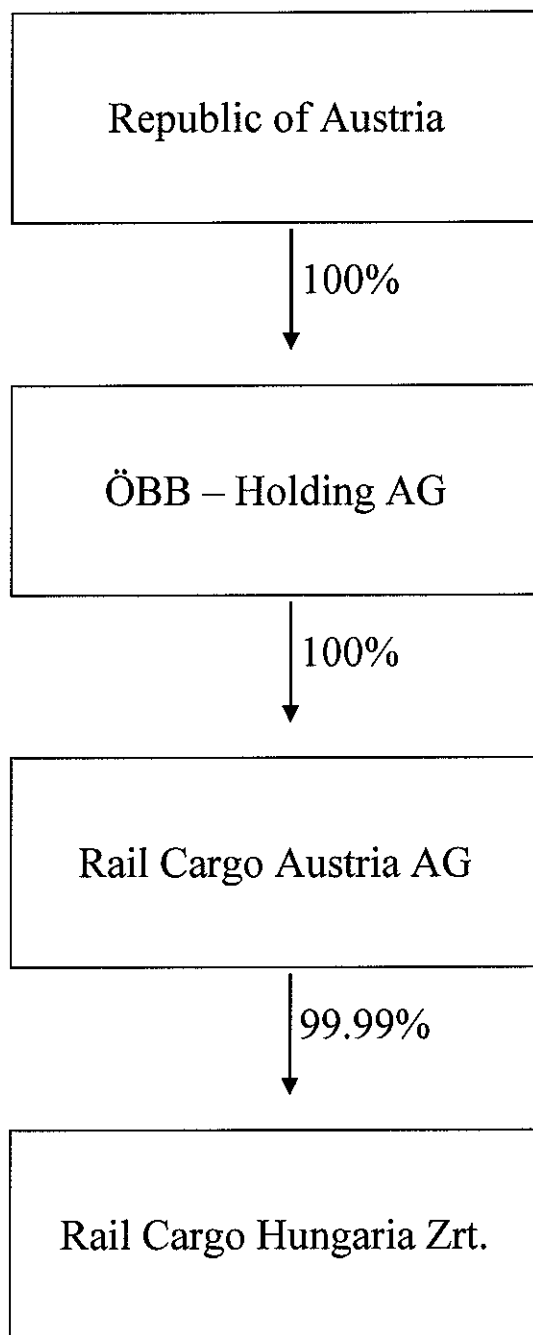 Republic of Austria
100%
ÖBB – Holding AG
100%
Rail Cargo Austria AG
99.99%
Rail Cargo Hungaria Zrt.